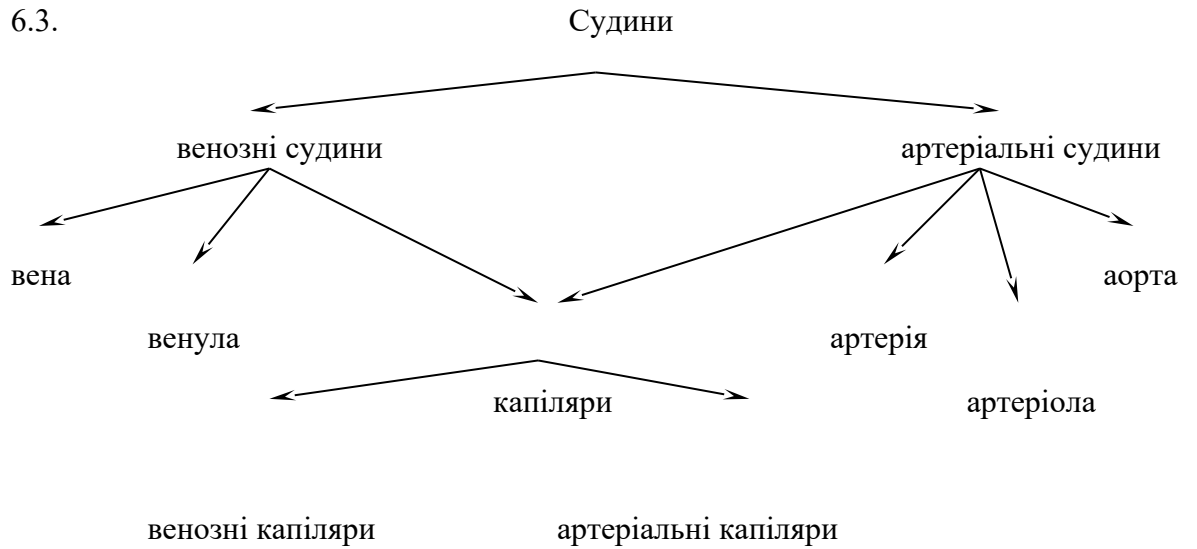 6.3. Судини
венозні судини артеріальні судини
вена аорта
венула артерія
капіляри артеріола
венозні капіляри артеріальні капіляри